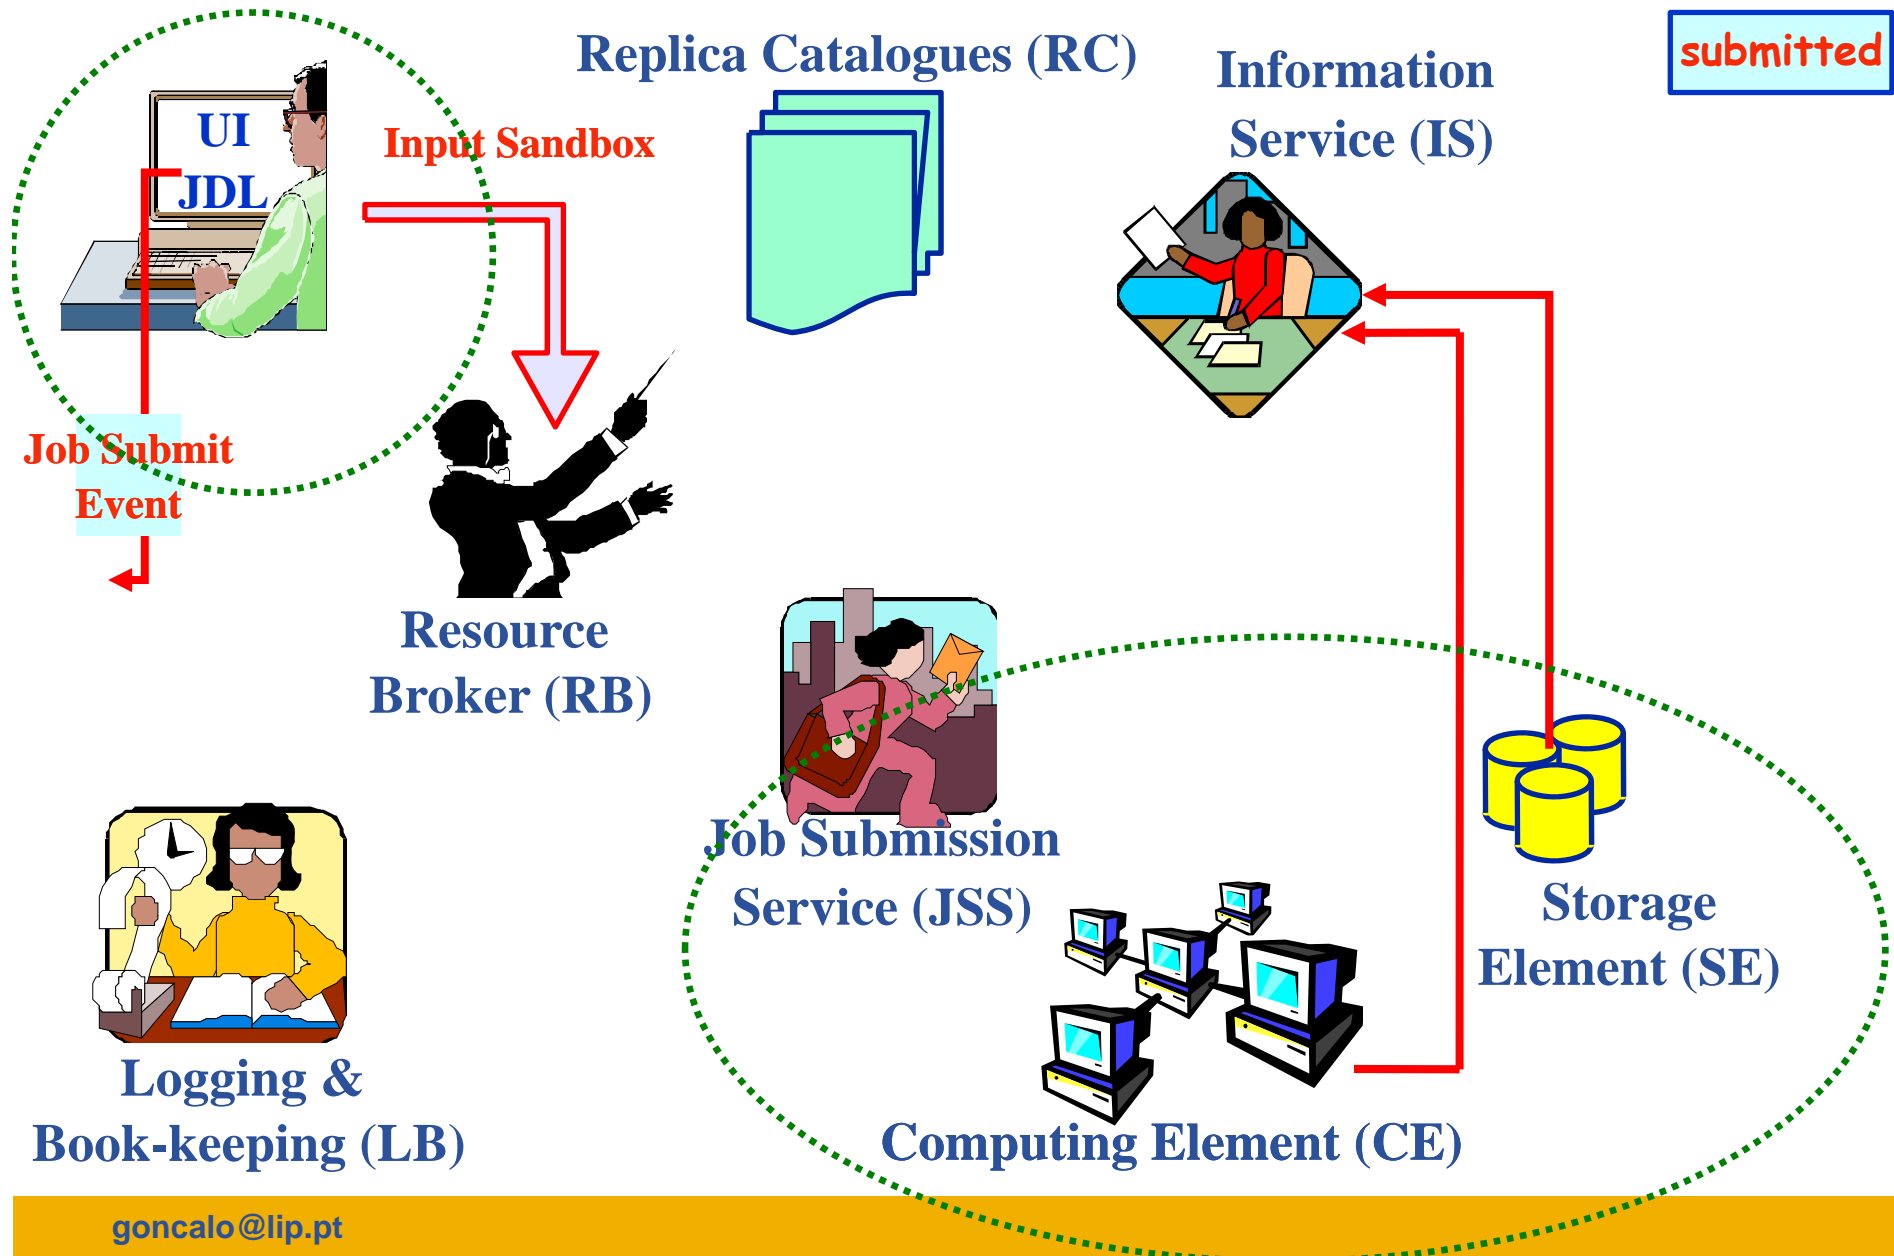 Replica Catalogues (RC)
Information
Service (IS)
submitted
UI
JDL
Input Sandbox
Job Submit
Event
Resource
Broker (RB)
Job Submission
Service (JSS)
Storage
Element (SE)
Logging &
Book-keeping (LB)
Computing Element (CE)
goncalo@lip.pt